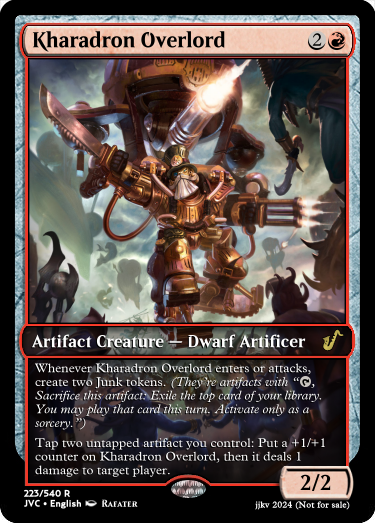 Kharadron Overlord 2
Artifact Creature — Dwarf Artificer
Whenever Kharadron Overlord enters or attacks,
create two Junk tokens. (They're artifacts with “,
Sacrifice this artifact: Exile the top card of your library.
You may play that card this turn. Activate only as a
sorcery.”)
Tap two untapped artifact you control: Put a +1/+1
counter on Kharadron Overlord, then it deals 1
damage to target player.
2/2
223/540 R
JVC • English Rafater
jjkv 2024 (Not for sale)